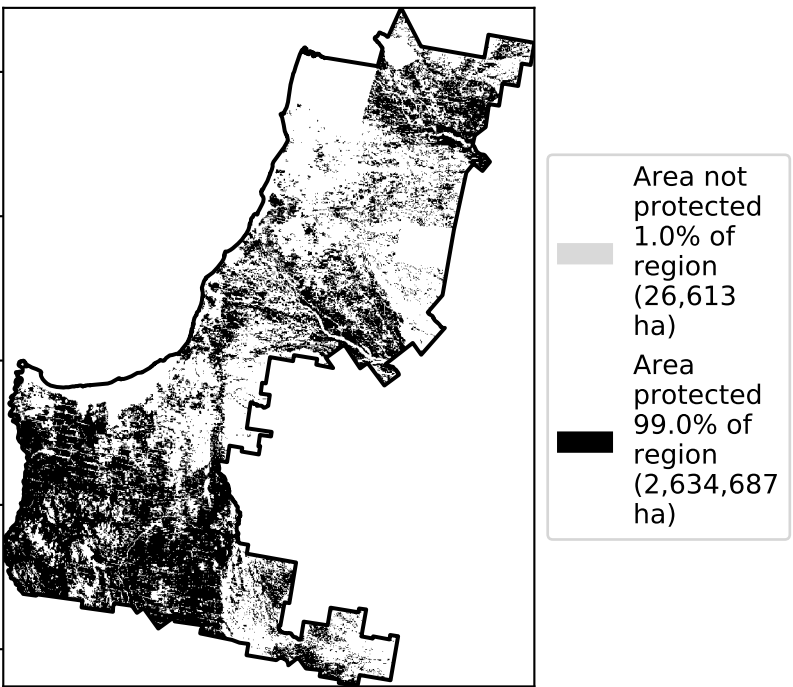 Area not
protected
1.0% of
region
(26,613
ha)
Area
protected
99.0% of
region
(2,634,687
ha)